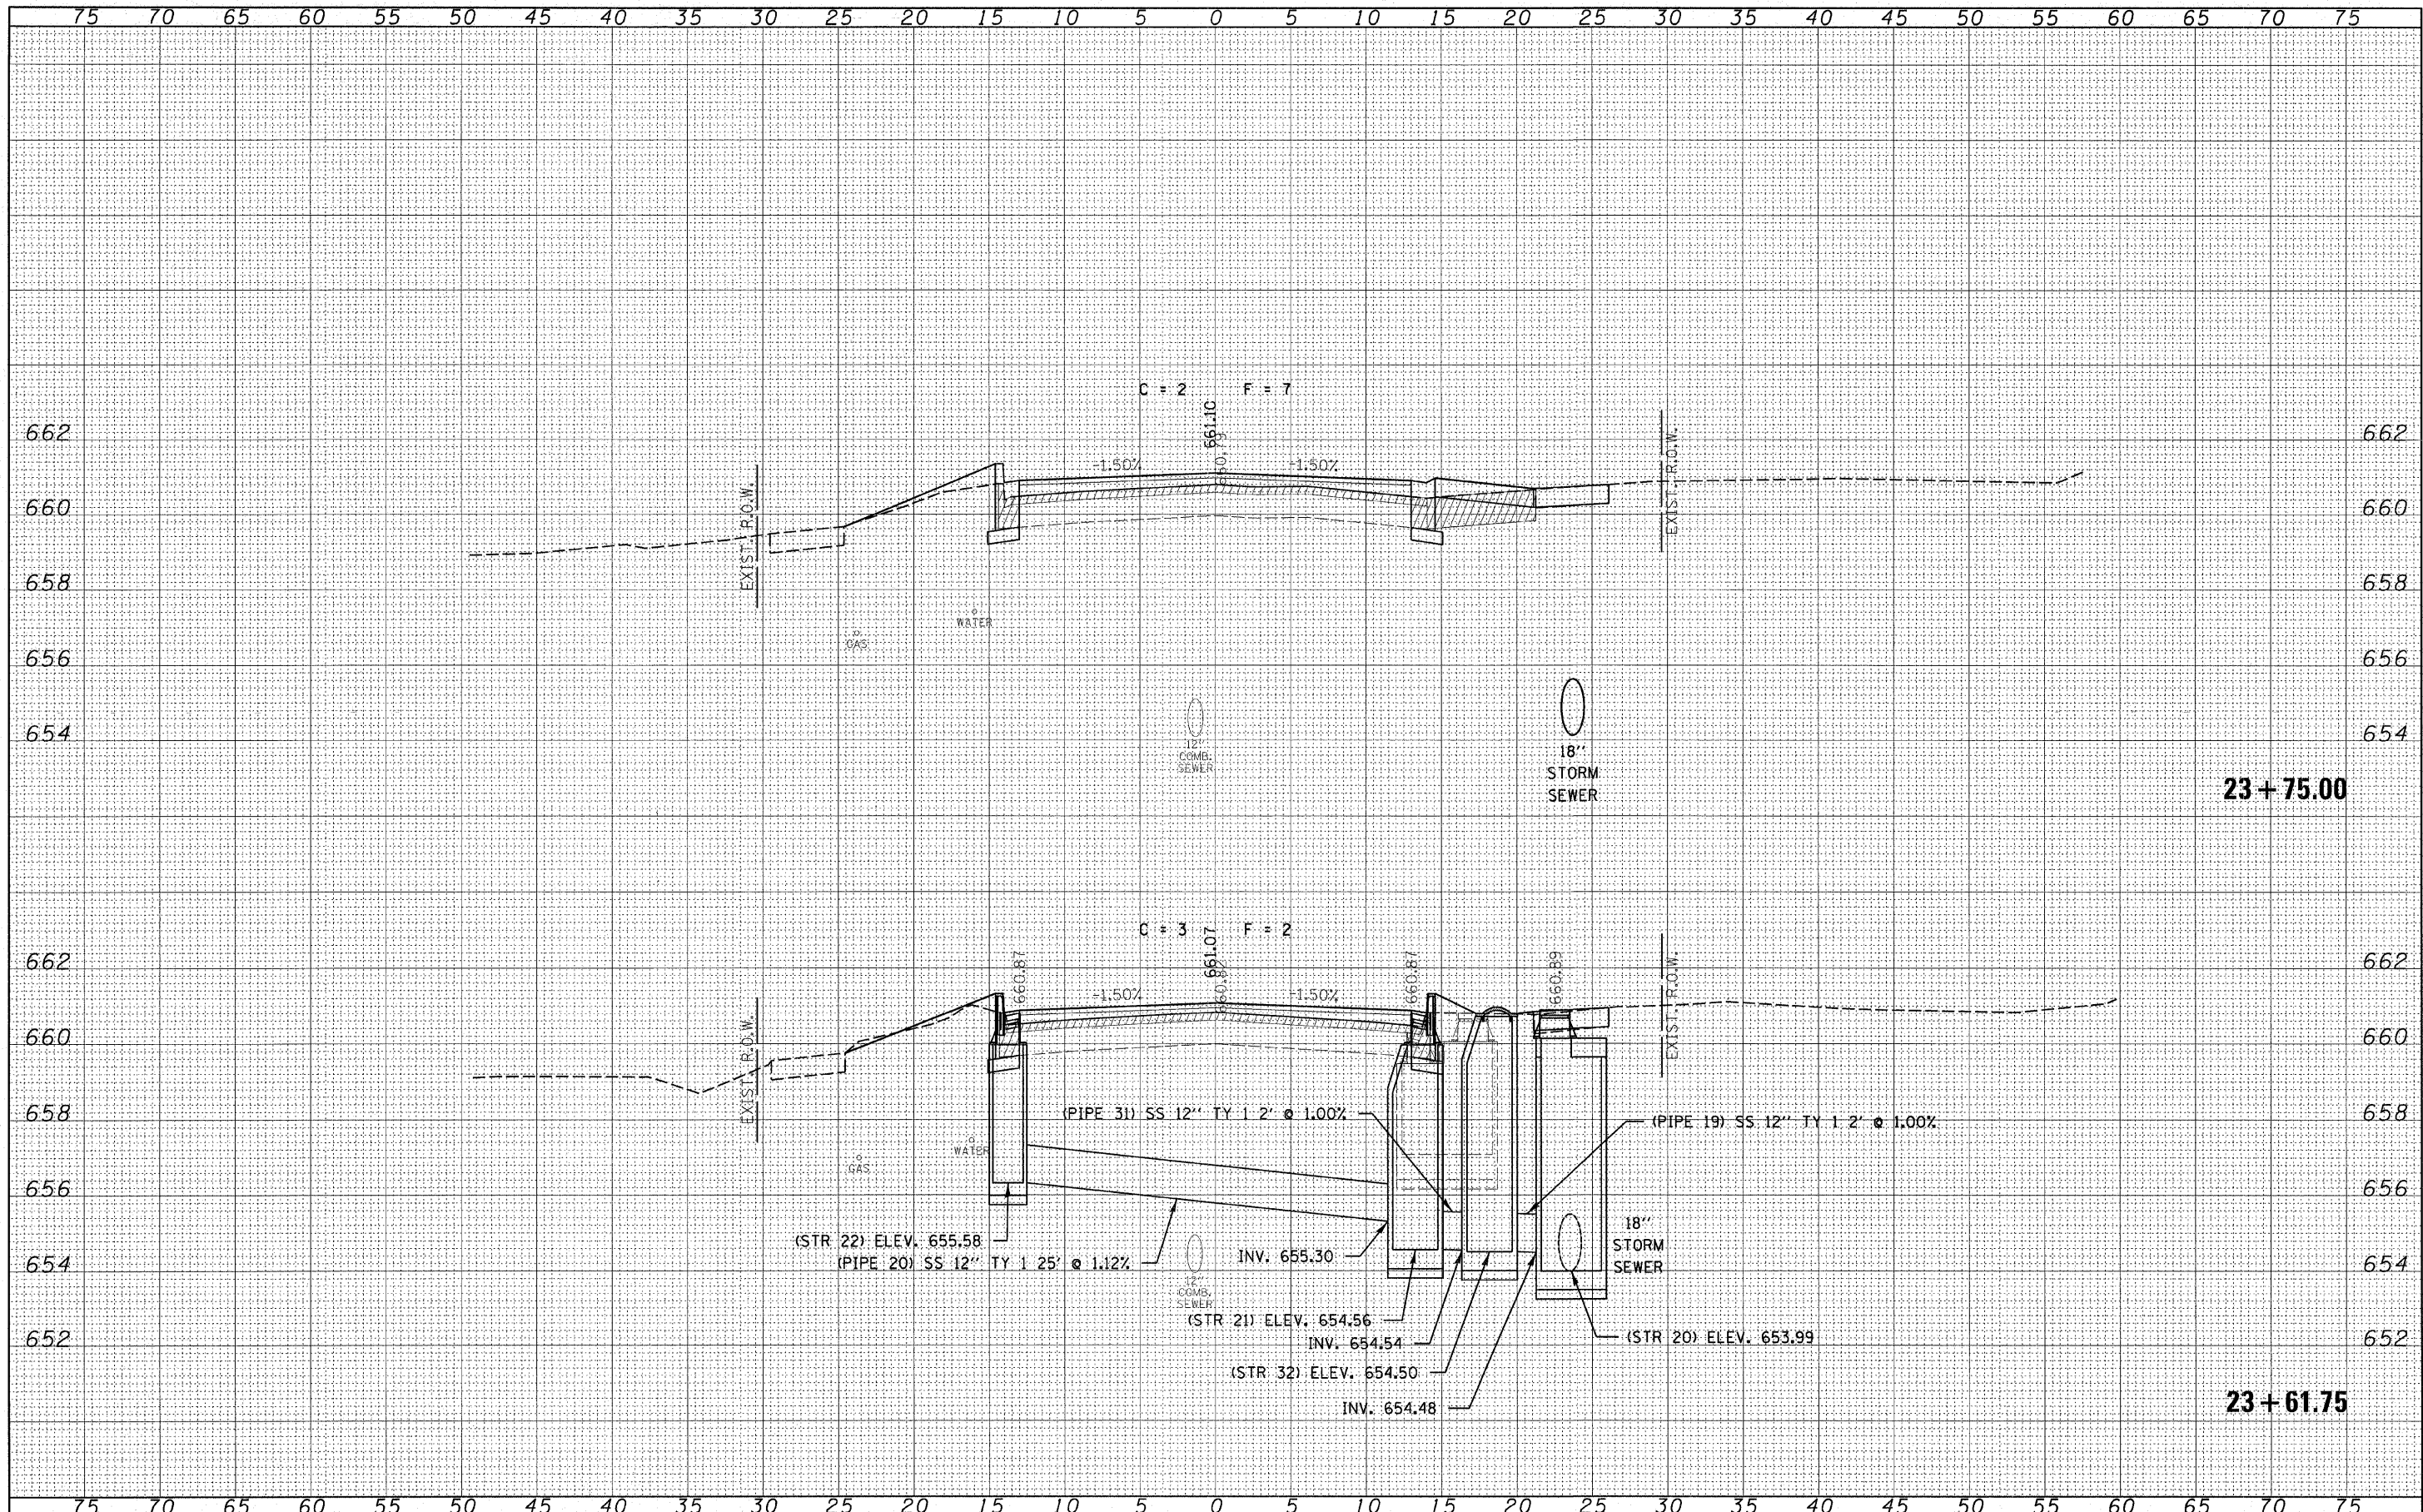 75 70 65 60 55 50 45 40 35 30 25 20 15 10 5 0 5 10 15 20 25 30 35 40 45 50 55 60 65 70 75
C = 2 F = 7
661.10
60.79
662 662
-1.50% -1.50%
EXIST. R.O.W. EXIST. R.O.W.
660 660
658 658
WATER
GAS
656 656
654 654
12"
COMB.
SEWER
18''
STORM
SEWER
23+75.00
C = 3 F = 2
661.07
660.82
660.87 660.87 660.89
662 662
-1.50% -1.50%
EXIST. R.O.W. EXIST. R.O.W.
660 660
658 658
(PIPE 31) SS 12'' TY 1 2' @ 1.00%
(PIPE 19) SS 12'' TY 1 2' @ 1.00%
WATER
GAS
656 656
(STR 22) ELEV. 655.58
(PIPE 20) SS 12'' TY 1 25' @ 1.12%
INV. 655.30
18''
STORM
SEWER
654 654
12"
COMB.
SEWER
(STR 21) ELEV. 654.56
INV. 654.54
(STR 20) ELEV. 653.99
652 652
(STR 32) ELEV. 654.50
INV. 654.48
23+61.75
75 70 65 60 55 50 45 40 35 30 25 20 15 10 5 0 5 10 15 20 25 30 35 40 45 50 55 60 65 70 75